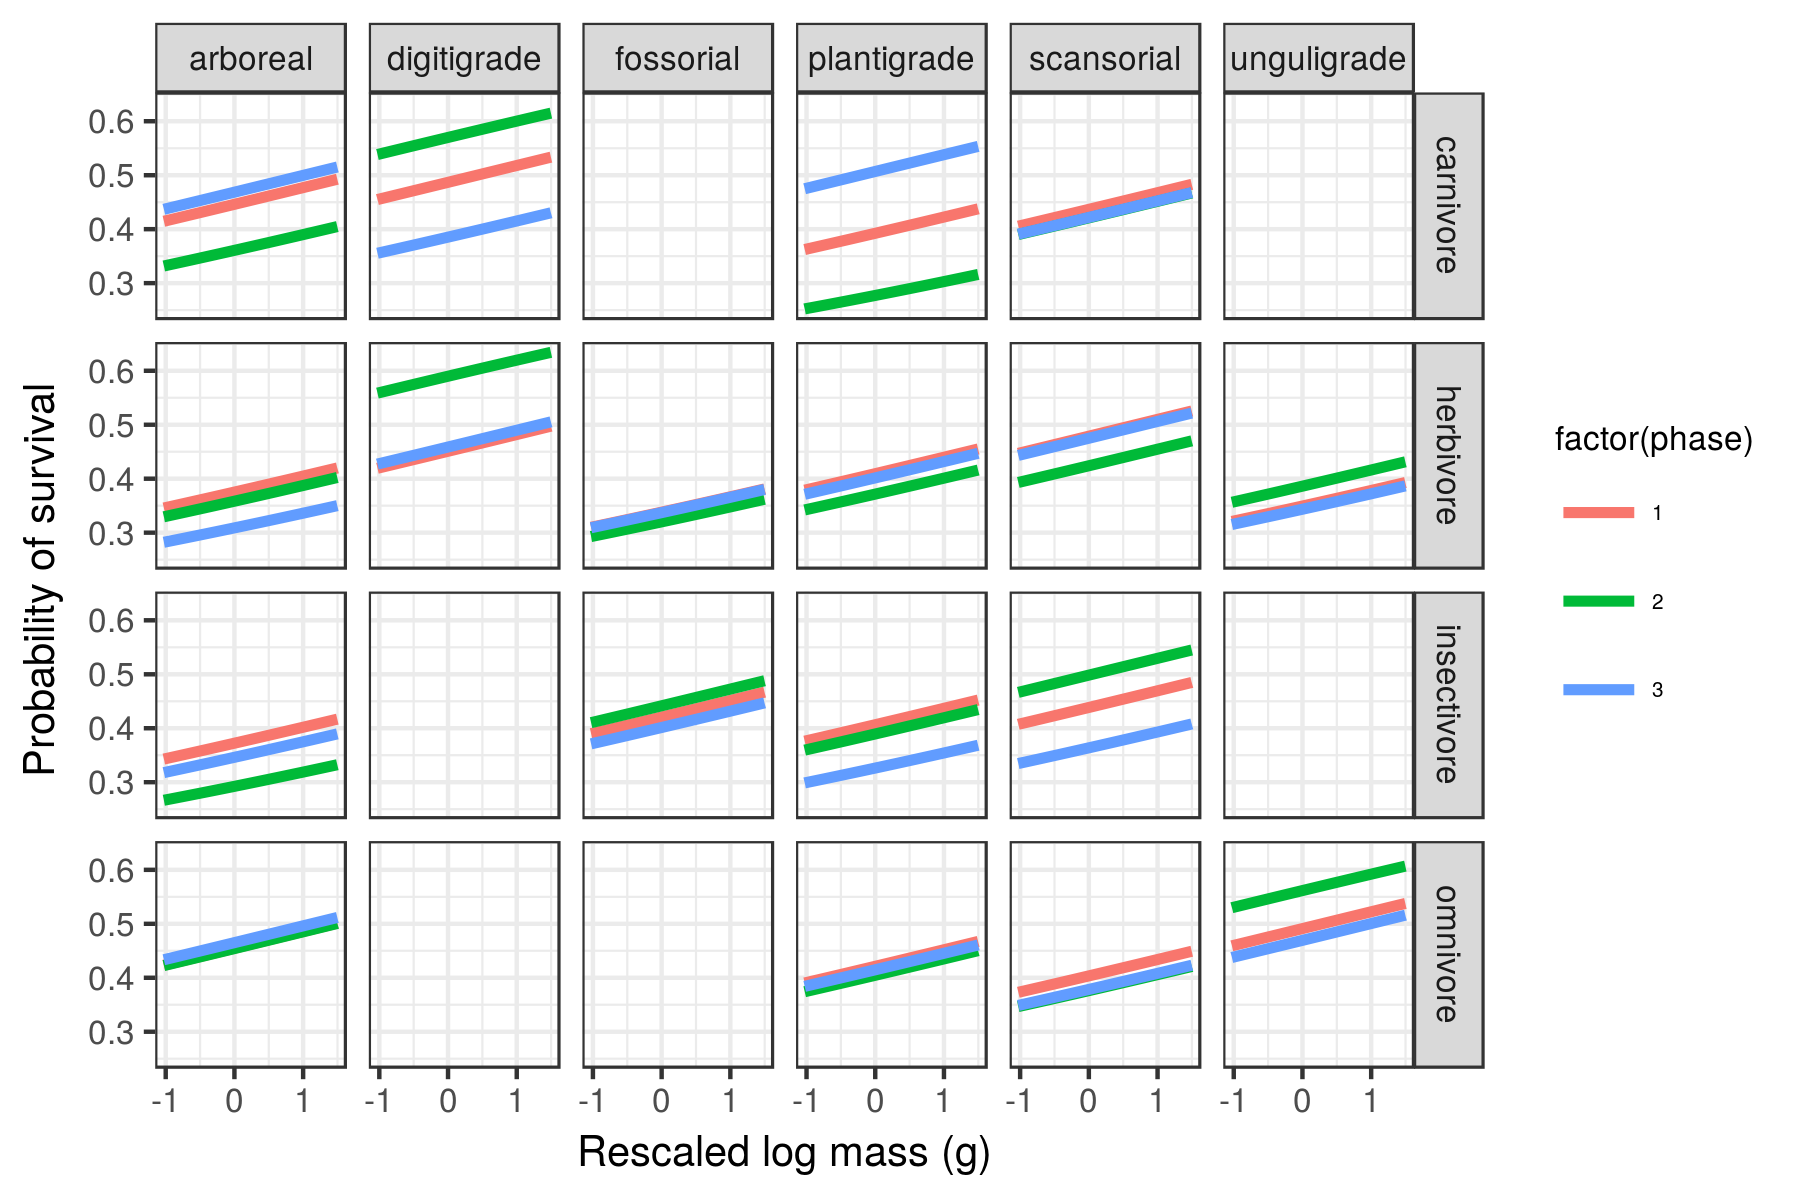 arboreal digitigrade fossorial plantigrade scansorial unguligrade
0.6
0.5
0.4
0.3
carnivore
0.6
0.5
0.4
0.3
herbivore
0.6
0.5
0.4
0.3
insectivore
0.6
0.5
0.4
0.3
omnivore
-1 0 1 -1 0 1 -1 0 1 -1 0 1 -1 0 1 -1 0 1
Rescaled log mass (g)
Probability of survival
factor(phase)
1
2
3